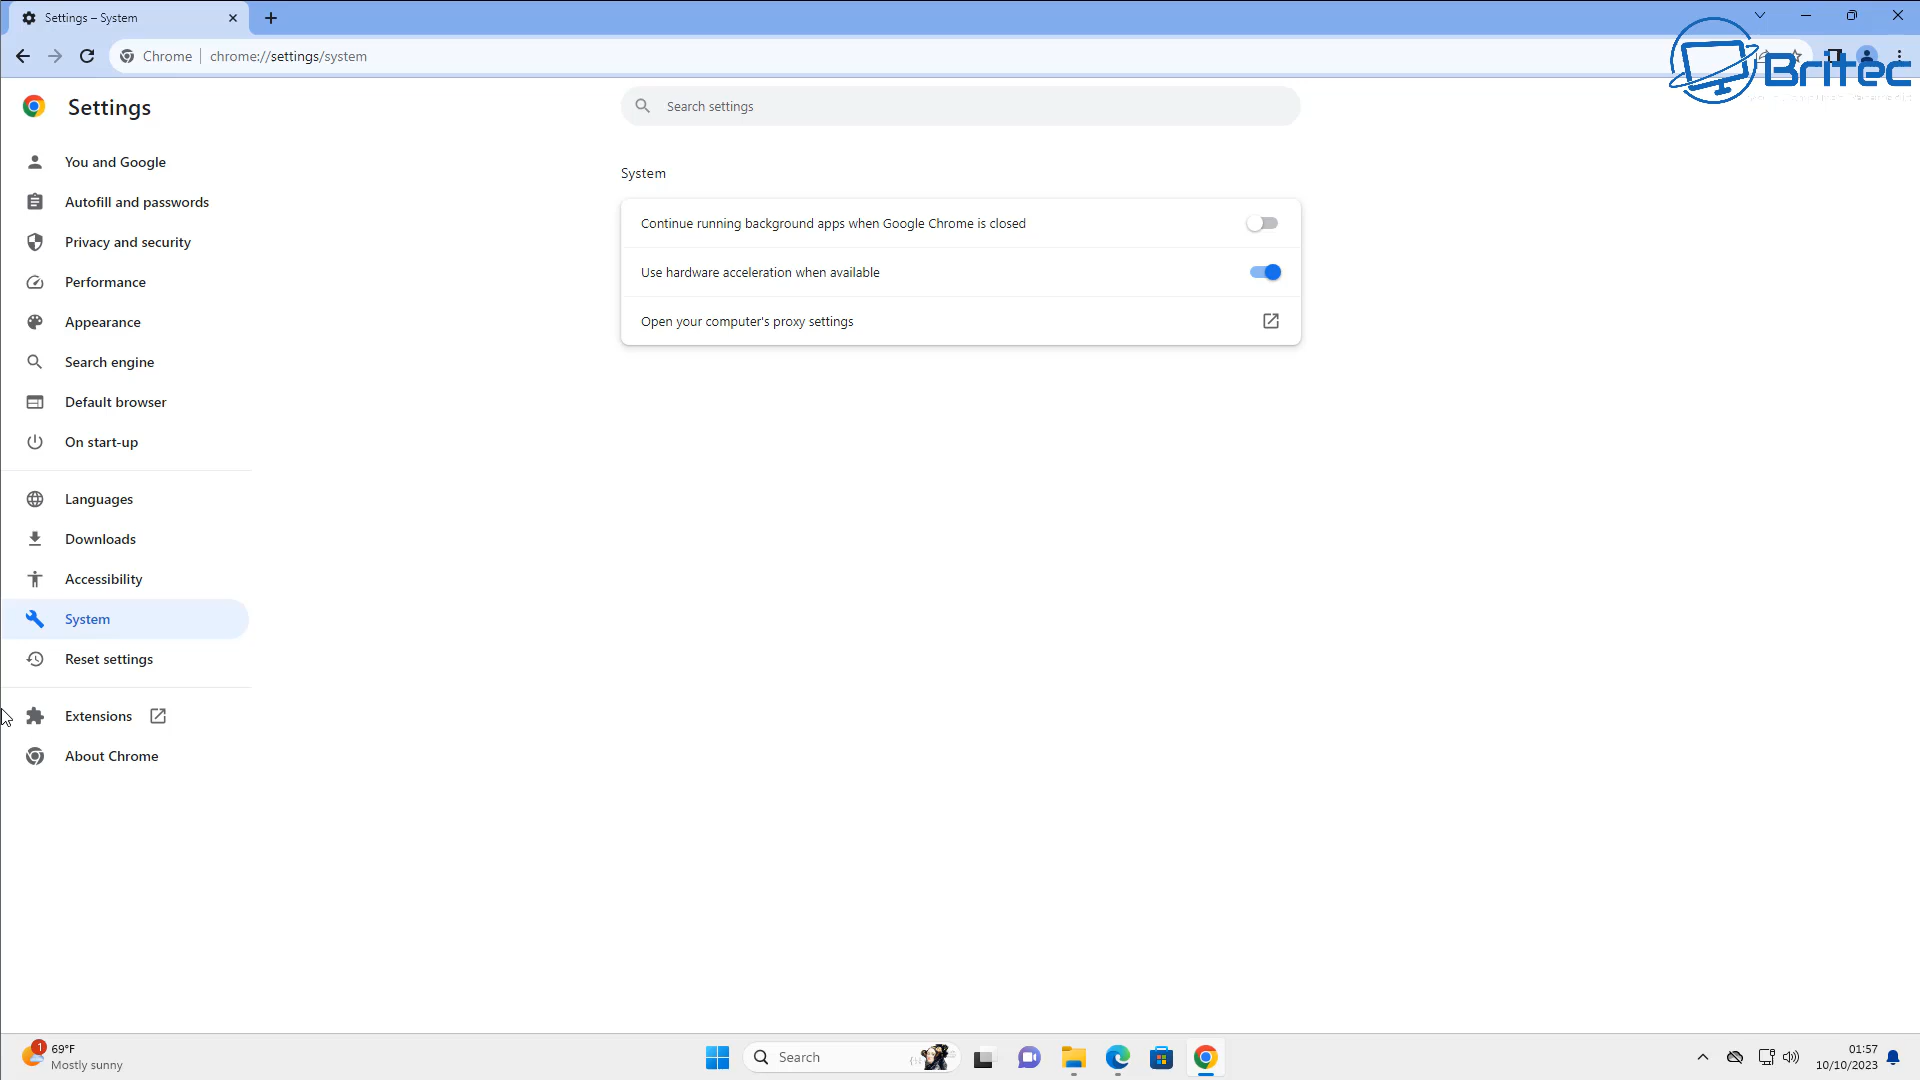 Settings – System
Chrome
chrome://settings/system
Britec
Settings
Search settings
You and Google
Autofill and passwords
Privacy and security
Performance
Appearance
Search engine
Default browser
On start-up
Languages
Downloads
Accessibility
System
Reset settings
Extensions
About Chrome
System
Continue running background apps when Google Chrome is closed
Use hardware acceleration when available
Open your computer's proxy settings
1
69°F
Mostly sunny
Search
01:57
10/10/2023